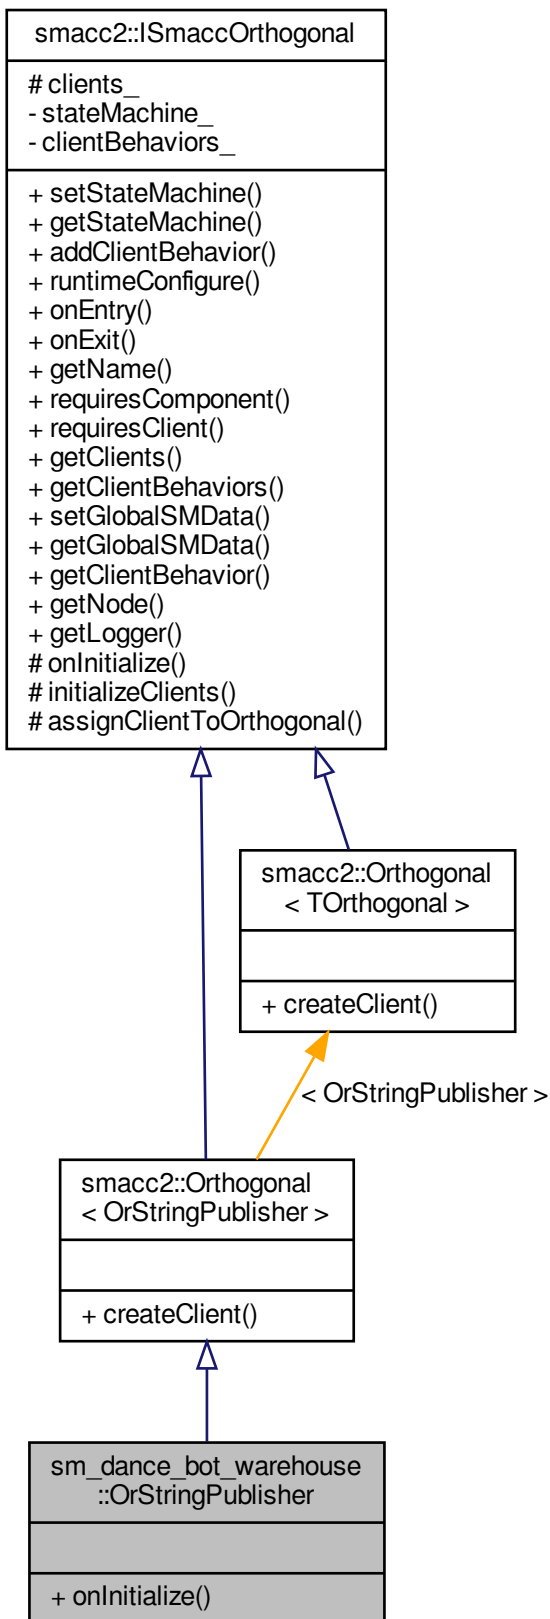 smacc2::ISmaccOrthogonal
# clients_
- stateMachine_
- clientBehaviors_
+ setStateMachine()
+ getStateMachine()
+ addClientBehavior()
+ runtimeConfigure()
+ onEntry()
+ onExit()
+ getName()
+ requiresComponent()
+ requiresClient()
+ getClients()
+ getClientBehaviors()
+ setGlobalSMData()
+ getGlobalSMData()
+ getClientBehavior()
+ getNode()
+ getLogger()
# onInitialize()
# initializeClients()
# assignClientToOrthogonal()
smacc2::Orthogonal
< TOrthogonal >
+ createClient()
< OrStringPublisher >
smacc2::Orthogonal
< OrStringPublisher >
+ createClient()
sm_dance_bot_warehouse
::OrStringPublisher
+ onInitialize()